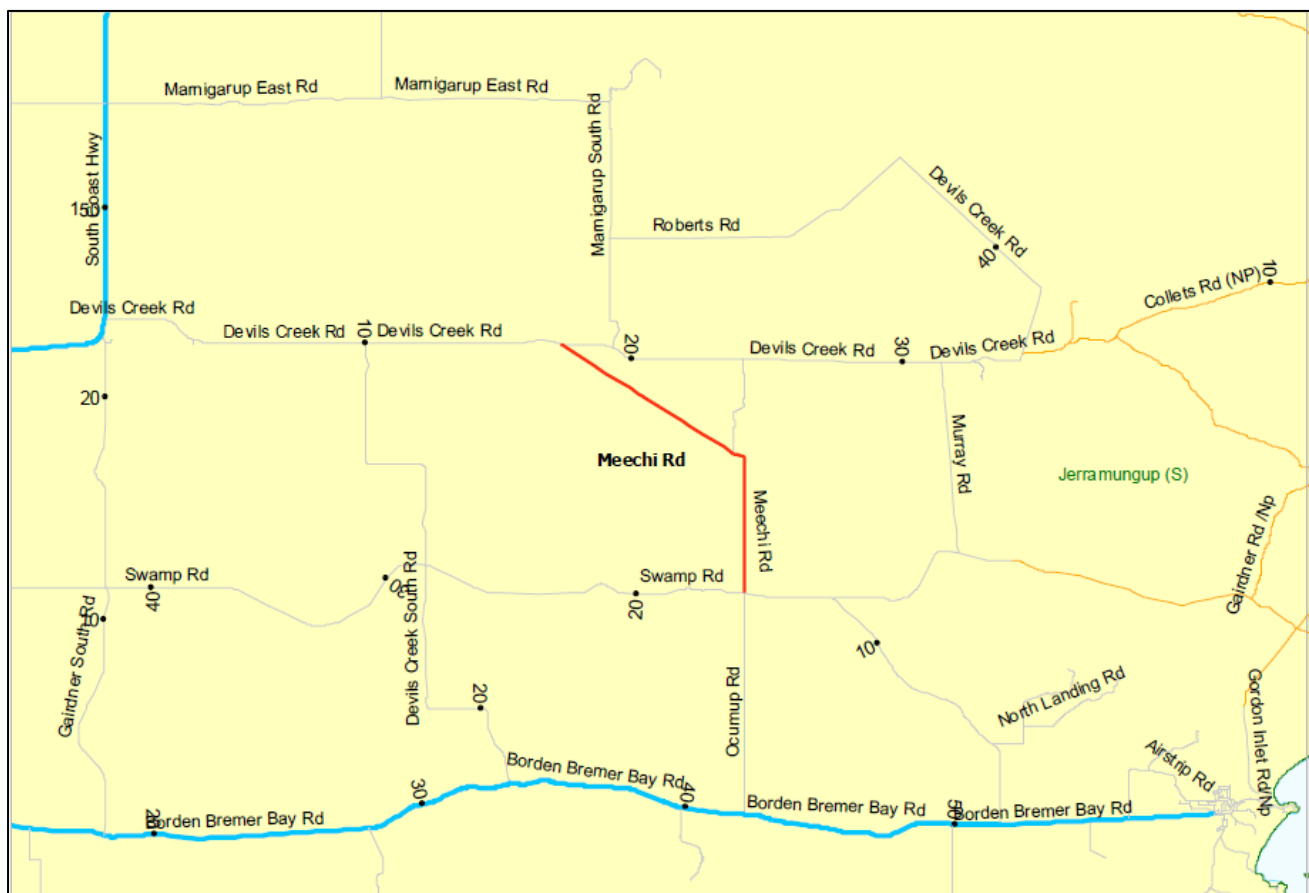 Marnigarup East Rd
Marnigarup East Rd
Marnigarup South Rd
South Coast Hwy
150
Roberts Rd
Devils Creek Rd
40
Collets Rd (NP)
10
Devils Creek Rd
Devils Creek Rd
10
Devils Creek Rd
20
Devils Creek Rd
30
Devils Creek Rd
20
Meechi Rd
Meechi Rd
Murray Rd
Jerramungup (S)
Gairdner Rd /Np
Swamp Rd
40
30
Swamp Rd
20
10
Gairdner South Rd
Devils Creek South Rd
10
20
Ocumup Rd
North Landing Rd
Gordon Inlet Rd/Np
Airstrip Rd
Borden Bremer Bay Rd
20
Borden Bremer Bay Rd
30
40
Borden Bremer Bay Rd
50
Borden Bremer Bay Rd